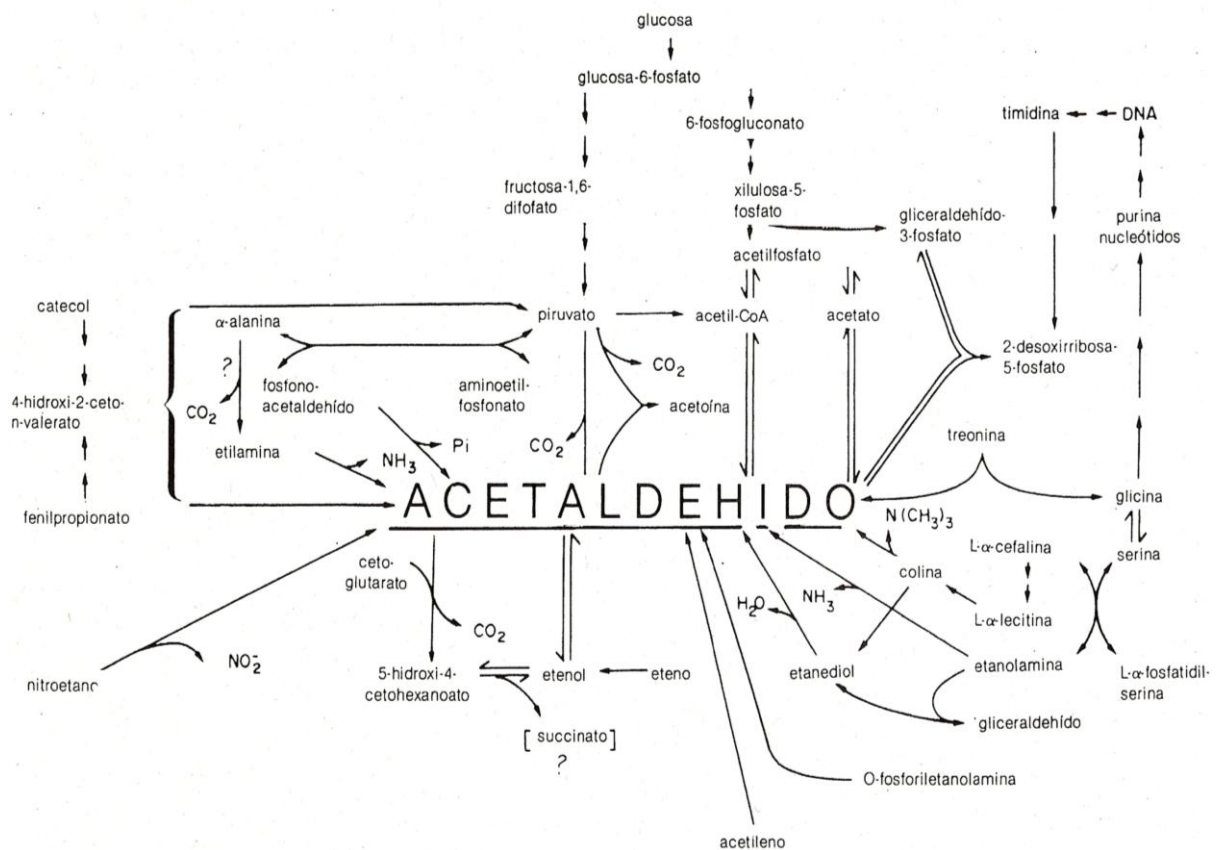 glucosa
glucosa-6-fosfato
6-fosfogluconato
timidina
DNA
fructosa-1,6-
difofato
xilulosa-5-
fosfato
gliceraldehído-
3-fosfato
purina
nucleótidos
acetilfosfato
catecol
α-alanina
piruvato
acetil-CoA
acetato
?
CO2
2-desoxirribosa-
5-fosfato
fosfono-
acetaldehído
aminoetil-
fosfonato
4-hidroxi-2-ceto-
n-valerato
CO2
acetoína
etilamina
Pi
CO2
treonina
NH3
ACETALDEHIDO
glicina
fenilpropionato
N(CH3)3
ceto-
glutarato
L-α-cefalina
serina
colina
NH3
H2O
CO2
L-α-lecitina
NO2-
nitroetano
5-hidroxi-4-
cetohexanoato
etenol
eteno
etanediol
etanolamina
L-α-fosfatidil-
serina
gliceraldehído
[ succinato ]
?
O-fosforiletanolamina
acetileno